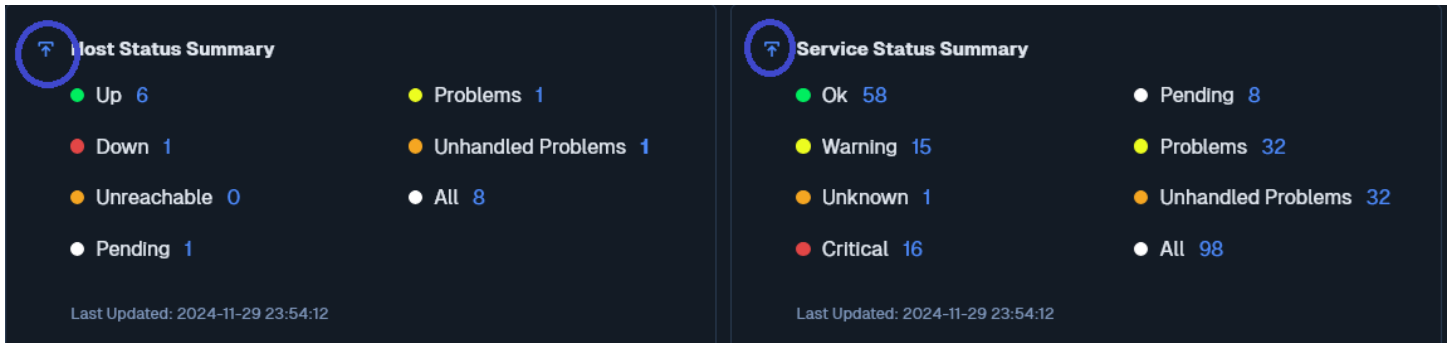 Host Status Summary
Up 6
Problems 1
Down 1
Unhandled Problems 1
Unreachable 0
All 8
Pending 1
Last Updated: 2024-11-29 23:54:12
Service Status Summary
Ok 58
Pending 8
Warning 15
Problems 32
Unknown 1
Unhandled Problems 32
Critical 16
All 98
Last Updated: 2024-11-29 23:54:12